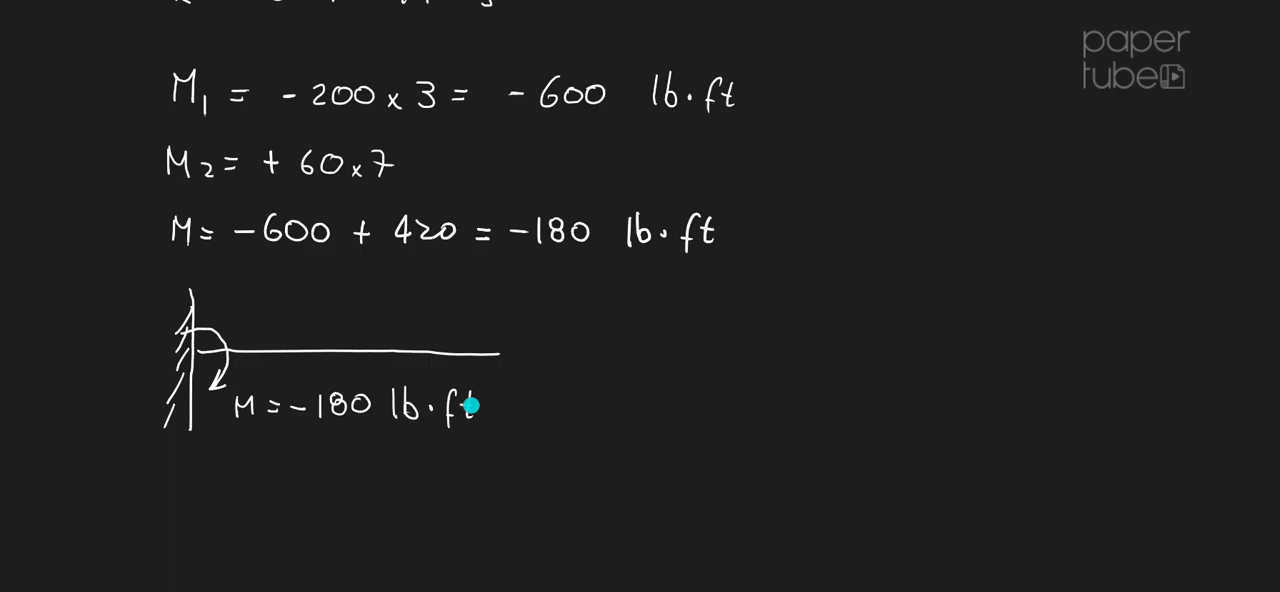 M₁ = - 200 x 3 = - 600 lb·ft
paper
tube
M₂ = + 60 x 7
M = - 600 + 420 = - 180 lb·ft
M = - 180 lb·ft